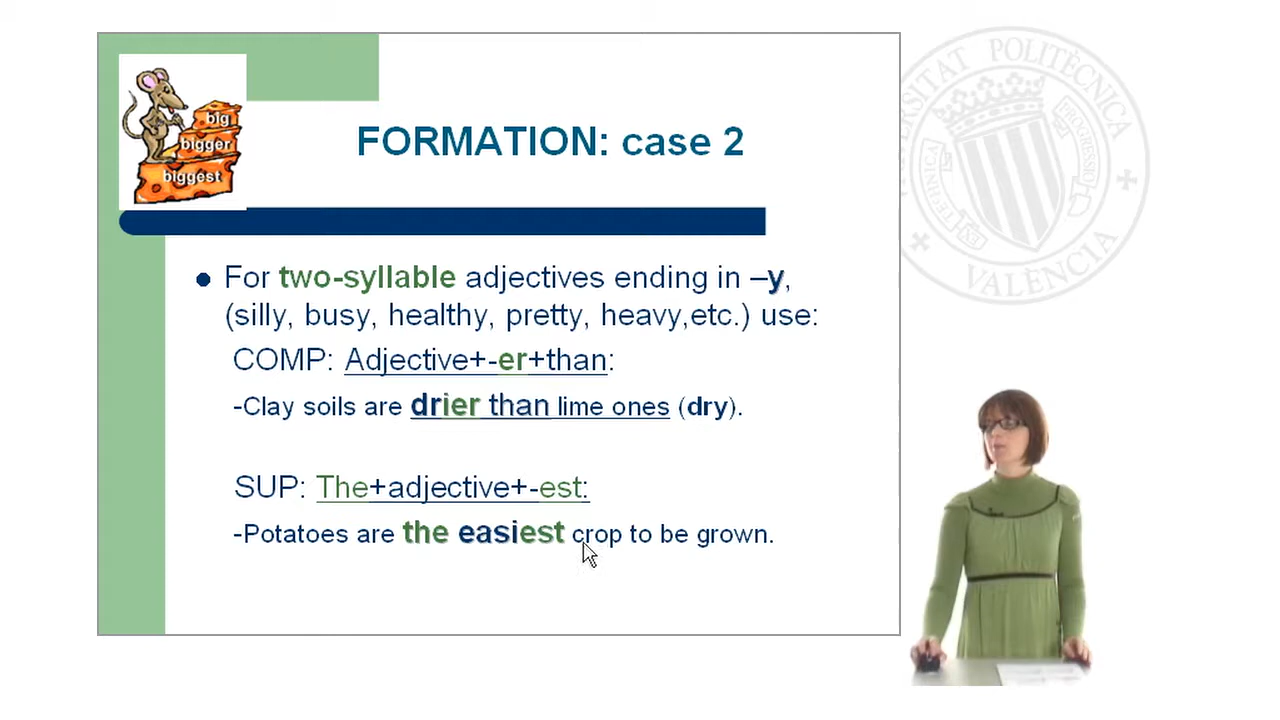 big
bigger
biggest
FORMATION: case 2
For two-syllable adjectives ending in –y,
(silly, busy, healthy, pretty, heavy,etc.) use:
COMP: Adjective+-er+than:
-Clay soils are drier than lime ones (dry).
SUP: The+adjective+-est:
-Potatoes are the easiest crop to be grown.
POLITÈCNICA
VALÈNCIA